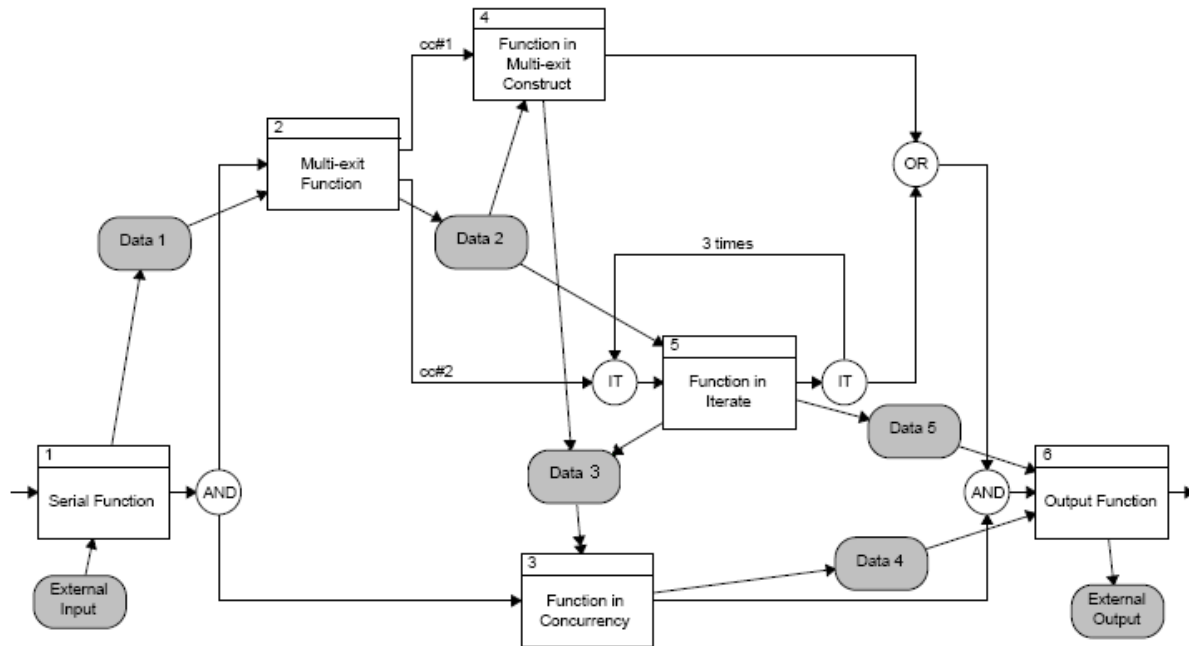 4
Function in
Multi-exit
Construct
cc#1
2
Multi-exit
Function
OR
Data 1
Data 2
3 times
5
Function in
Iterate
cc#2
IT
IT
Data 5
1
Serial Function
AND
Data 3
6
Output Function
AND
External
Input
3
Function in
Concurrency
Data 4
External
Output